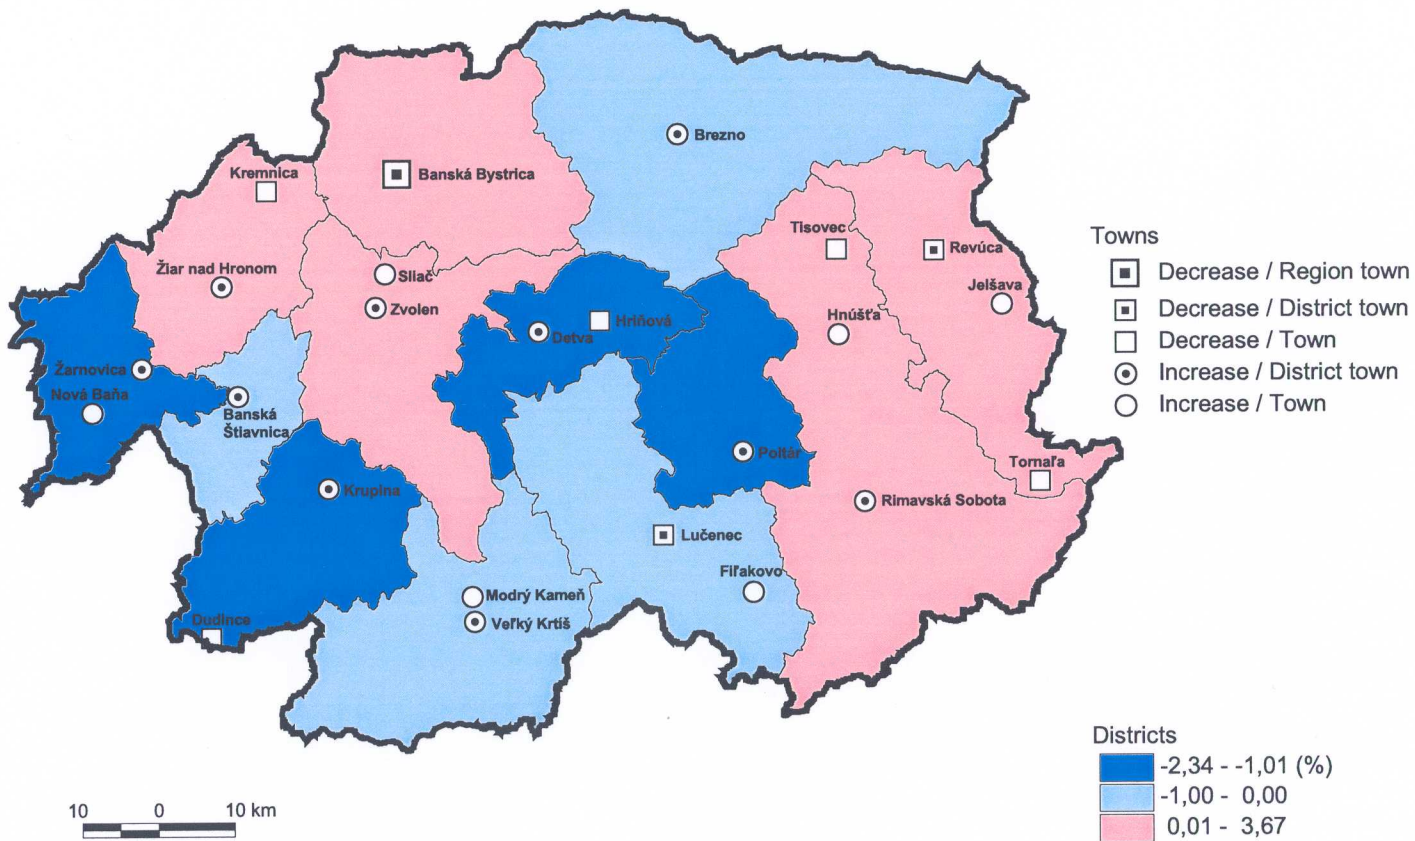 Brezno
Kremnica
Banská Bystrica
Tisovec
Revúca
Žiar nad Hronom
Sliač
Jelšava
Zvolen
Hnúšťa
Hriňová
Detva
Žarnovica
Nová Baňa
Banská
Štiavnica
Poltár
Tornaľa
Krupina
Rimavská Sobota
Lučenec
Fiľakovo
Modrý Kameň
Veľký Krtíš
Dudince
Towns
Decrease / Region town
Decrease / District town
Decrease / Town
Increase / District town
Increase / Town
Districts
-2,34 - -1,01 (%)
-1,00 - 0,00
0,01 - 3,67
10 0 10 km